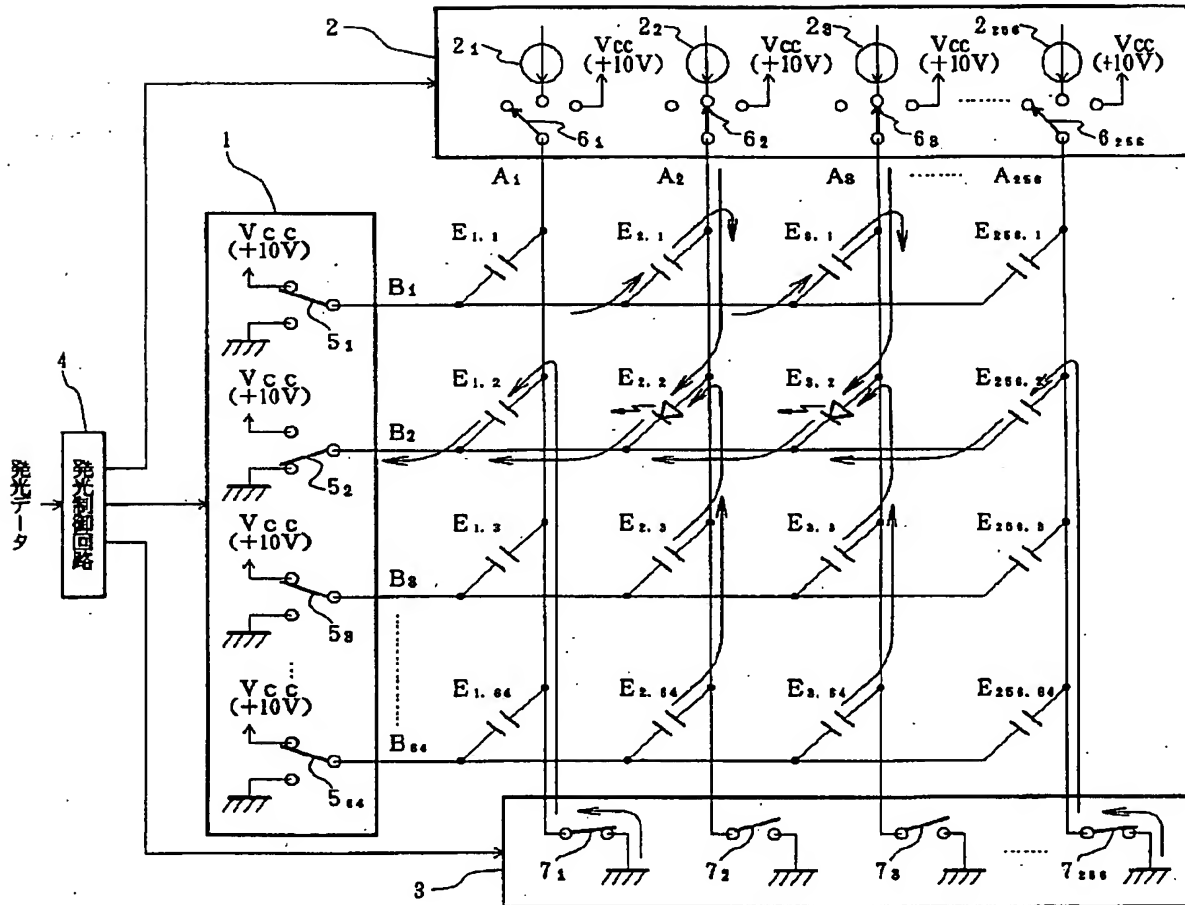 2
2₁
Vcc
(+10V)
2₂
Vcc
(+10V)
2₃
Vcc
(+10V)
2₂₅₆
Vcc
(+10V)
6₁
6₂
6₃
6₂₅₆
A₁
A₂
A₃
A₂₅₆
1
Vcc
(+10V)
5₁
B₁
E₁.₁
E₂.₁
E₃.₁
E₂₅₆.₁
4
発光データ
発光制御回路
Vcc
(+10V)
5₂
B₂
E₁.₂
E₂.₂
E₃.₂
E₂₅₆.₂
Vcc
(+10V)
5₃
B₃
E₁.₃
E₂.₃
E₃.₃
E₂₅₆.₃
Vcc
(+10V)
5₆₄
B₆₄
E₁.₆₄
E₂.₆₄
E₃.₆₄
E₂₅₆.₆₄
3
7₁
7₂
7₃
7₂₅₆